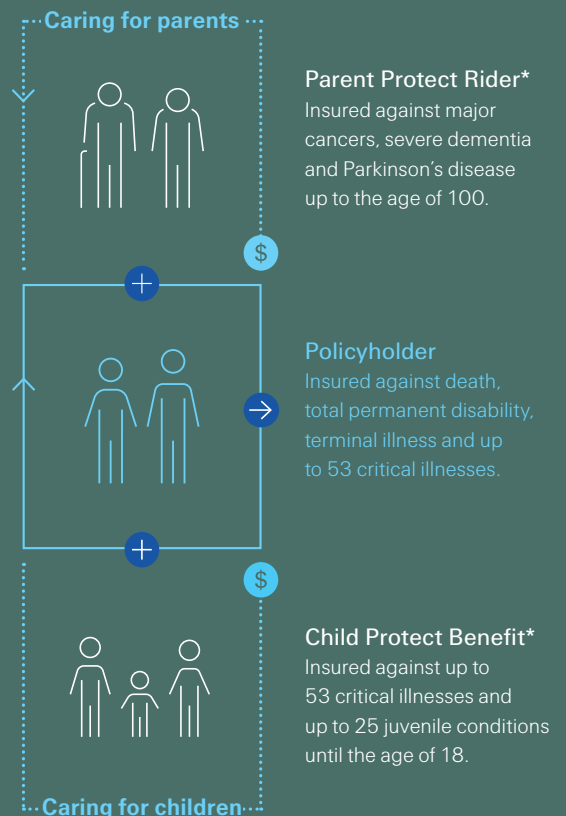 Caring for parents
Parent Protect Rider*
Insured against major
cancers, severe dementia
and Parkinson’s disease
up to the age of 100.
$
+
Policyholder
Insured against death,
total permanent disability,
terminal illness and up
to 53 critical illnesses.
+
$
Child Protect Benefit*
Insured against up to
53 critical illnesses and
up to 25 juvenile conditions
until the age of 18.
Caring for children